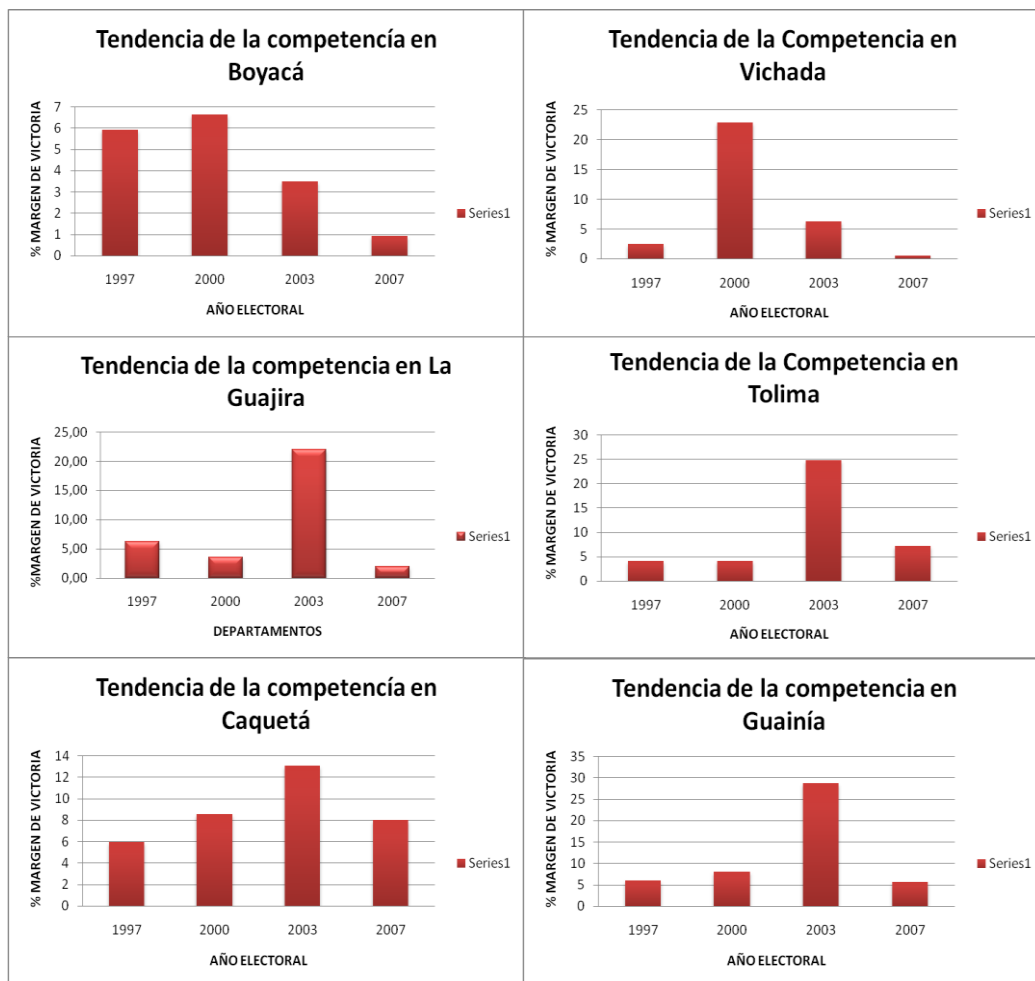 Tendencia de la competencía en
Boyacá
% MARGEN DE VICTORIA
7
6
5
4
3
2
1
0
1997 2000 2003 2007
AÑO ELECTORAL
Series1
Tendencia de la Competencia en
Vichada
% MARGEN DE VICTORIA
25
20
15
10
5
0
1997 2000 2003 2007
AÑO ELECTORAL
Series1
Tendencia de la competencia en La
Guajira
%MARGEN DE VICTORIA
25,00
20,00
15,00
10,00
5,00
0,00
1997 2000 2003 2007
DEPARTAMENTOS
Series1
Tendencia de la Competencia en
Tolima
% MARGEN DE VICTORIA
30
25
20
15
10
5
0
1997 2000 2003 2007
AÑO ELECTORAL
Series1
Tendencia de la competencía en
Caquetá
% MARGEN DE VICTORIA
14
12
10
8
6
4
2
0
1997 2000 2003 2007
AÑO ELECTORAL
Series1
Tendencia de la competencia en
Guainía
% MARGEN DE VICTORIA
35
30
25
20
15
10
5
0
1997 2000 2003 2007
AÑO ELECTORAL
Series1